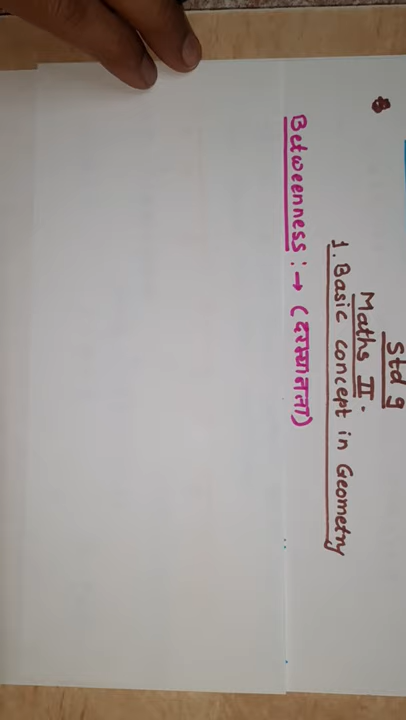 Std 9
Maths II.
1. Basic concept in Geometry
Betweenness : → (दरम्यानता)